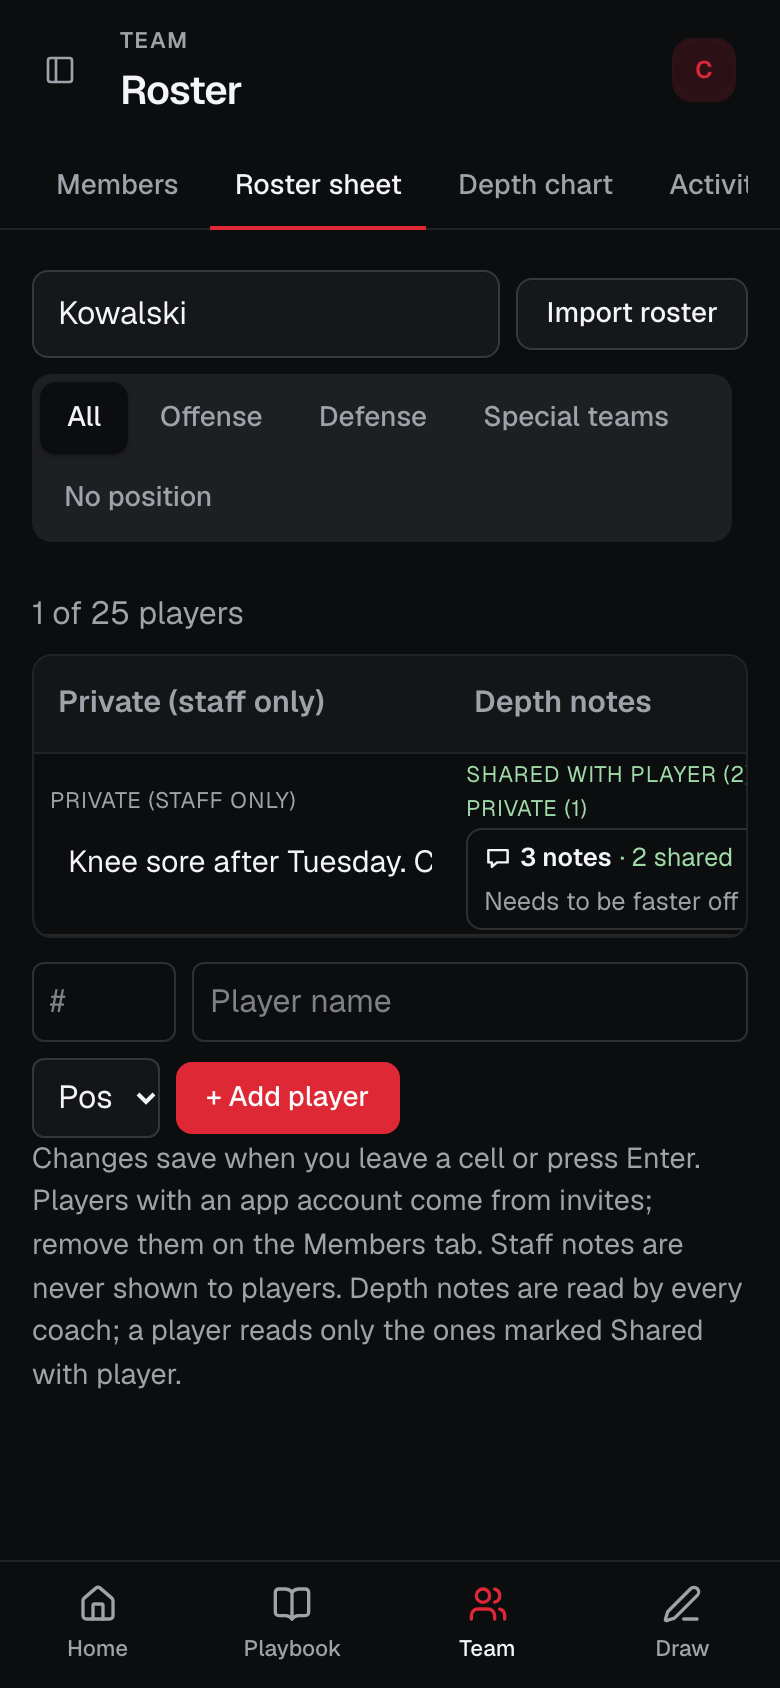 TEAM
Roster
C
Members Roster sheet Depth chart Activit
Kowalski
Import roster
All Offense Defense Special teams
No position
1 of 25 players
Private (staff only) Depth notes
PRIVATE (STAFF ONLY)
Knee sore after Tuesday. C
SHARED WITH PLAYER (2
PRIVATE (1)
3 notes · 2 shared
Needs to be faster off
# Player name
Pos + Add player
Changes save when you leave a cell or press Enter.
Players with an app account come from invites;
remove them on the Members tab. Staff notes are
never shown to players. Depth notes are read by every
coach; a player reads only the ones marked Shared
with player.
Home Playbook Team Draw